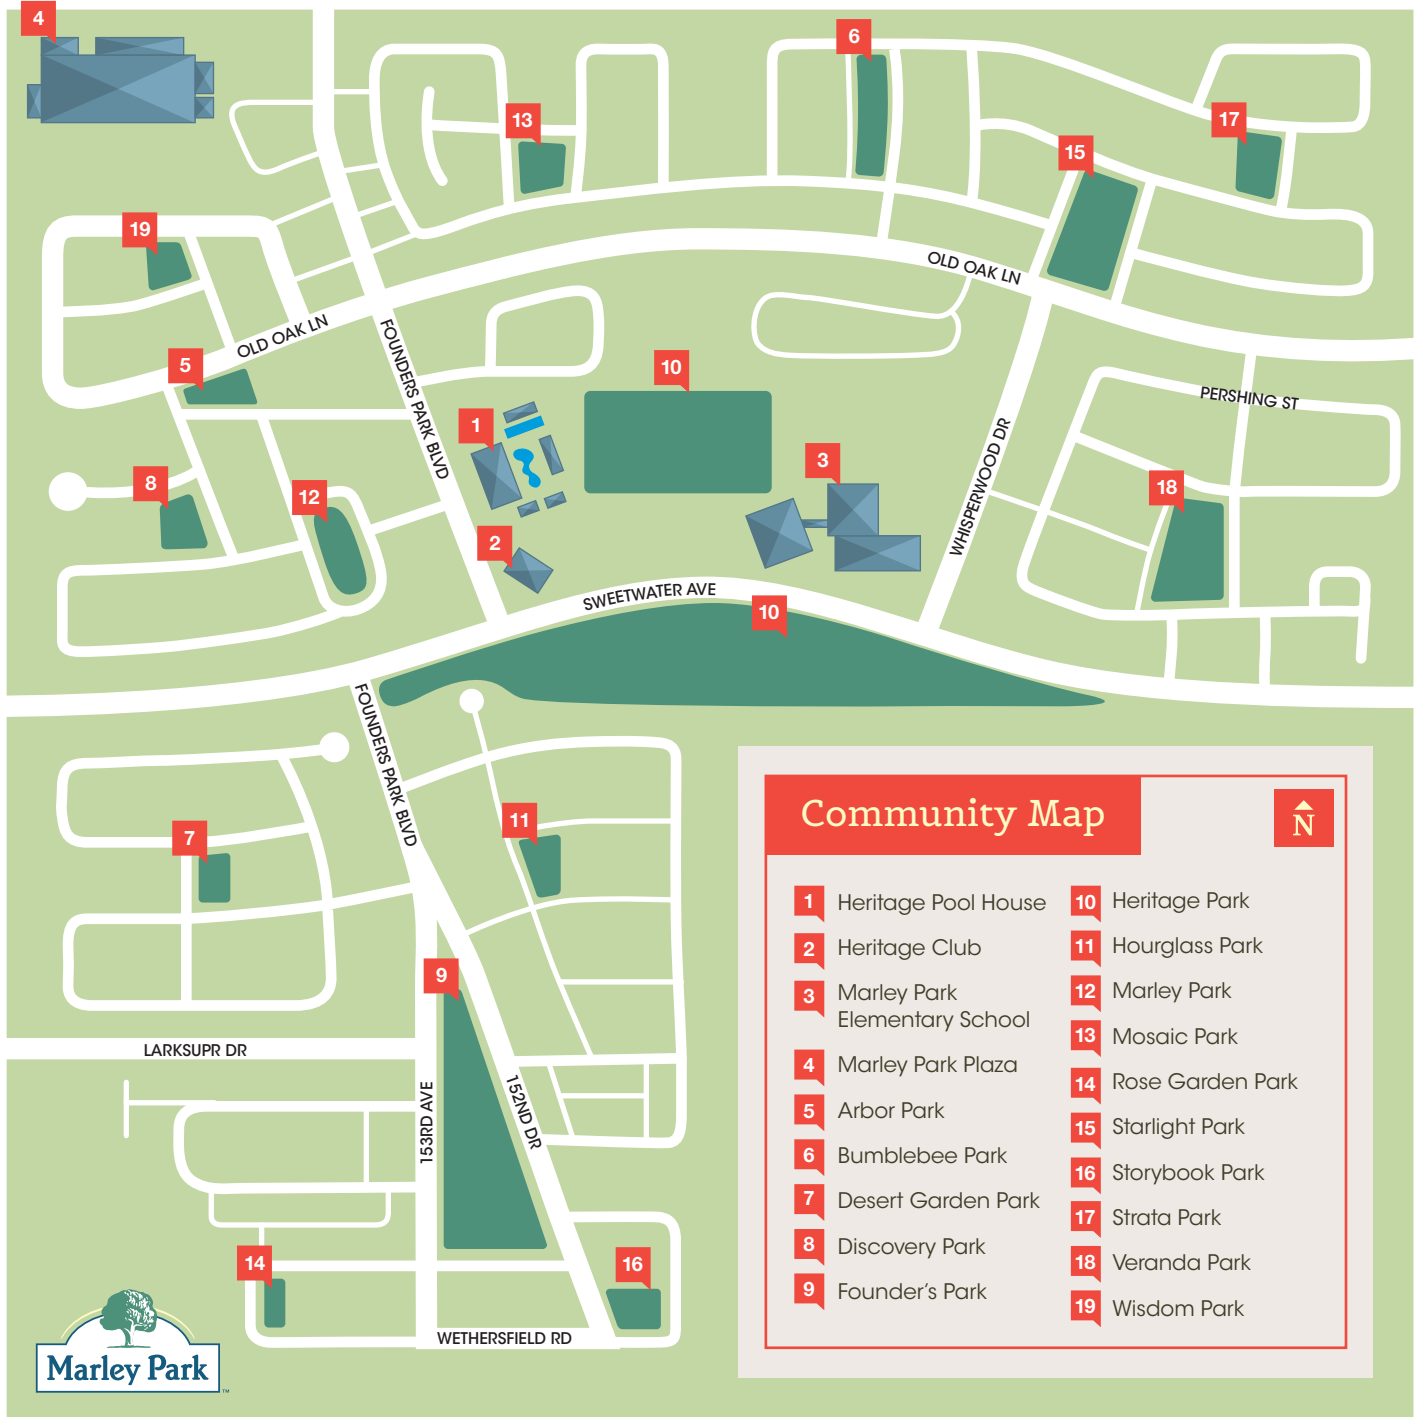 4
6
13
17
15
19
OLD OAK LN
OLD OAK LN
FOUNDERS PARK BLVD
5
10
PERSHING ST
1
3
WHISPERWOOD DR
8
12
18
2
SWEETWATER AVE
10
FOUNDERS PARK BLVD
7
11
9
LARKSUPR DR
153RD AVE
152ND DR
14
16
WETHERSFIELD RD
Marley Park
™
Community Map
N
1 Heritage Pool House
2 Heritage Club
3 Marley Park
Elementary School
4 Marley Park Plaza
5 Arbor Park
6 Bumblebee Park
7 Desert Garden Park
8 Discovery Park
9 Founder's Park
10 Heritage Park
11 Hourglass Park
12 Marley Park
13 Mosaic Park
14 Rose Garden Park
15 Starlight Park
16 Storybook Park
17 Strata Park
18 Veranda Park
19 Wisdom Park